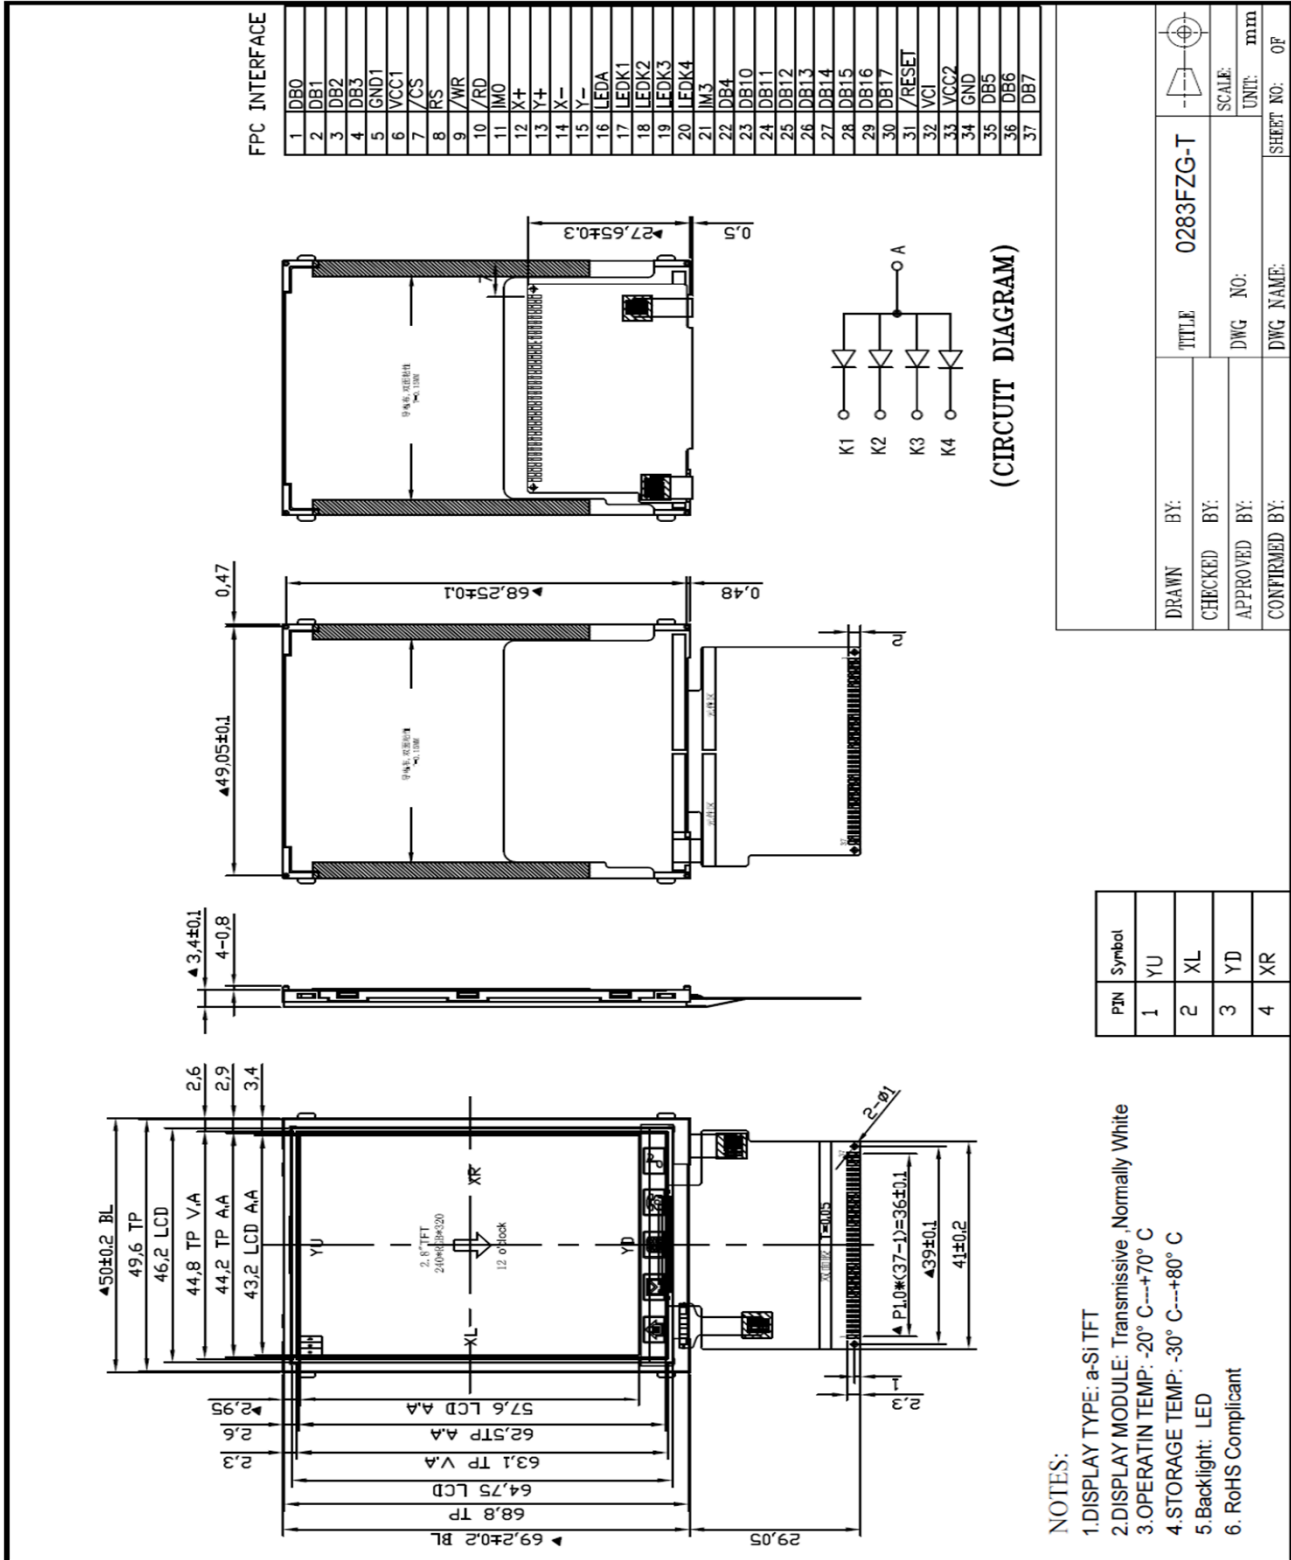 FPC INTERFACE
1 DB0
2 DB1
3 DB2
4 DB3
5 GND1
6 VCC1
7 /CS
8 RS
9 /WR
10 /RD
11 IM0
12 X+
13 Y+
14 X-
15 Y-
16 LEDA
17 LEDK1
18 LEDK2
19 LEDK3
20 LEDK4
21 IM3
22 DB4
23 DB10
24 DB11
25 DB12
26 DB13
27 DB14
28 DB15
29 DB16
30 DB17
31 /RESET
32 VCI
33 VCC2
34 GND
35 DB5
36 DB6
37 DB7
▲27,65±0.3
0,5
7
A
K1
K2
K3
K4
(CIRCUIT DIAGRAM)
0,47
▲49,05±0.1
▲68,25±0.1
0,48
2
37
▲3,4±0.1
4-0,8
▲50±0.2 BL
49,6 TP
46,2 LCD
44,8 TP V.A
44,2 TP A.A
43,2 LCD A.A
2,6
2,9
3,4
YU
XR
XL
YD
2.8"TFT
240*RGB*320
12 o'clock
▲2,95
57,6 LCD A.A
2,6
62,5TP A.A
2,3
63,1 TP V.A
64,75 LCD
68,8 TP
▲69,2±0.2 BL
29,05
T=0.05
2-ø1
▲P1.0*(37-1)=36±0.1
▲39±0.1
41±0.2
1
2,3
NOTES:
1.DISPLAY TYPE: a-Si TFT
2.DISPLAY MODULE: Transmissive ,Normally White
3.OPERATIN TEMP: -20° C---+70° C
4.STORAGE TEMP: -30° C---+80° C
5.Backlight: LED
6. RoHS Complicant
PIN Symbol
1 YU
2 XL
3 YD
4 XR
DRAWN BY:
CHECKED BY:
APPROVED BY:
CONFIRMED BY:
TITLE 0283FZG-T
DWG NO:
DWG NAME:
SCALE:
UNIT: mm
SHEET NO: OF